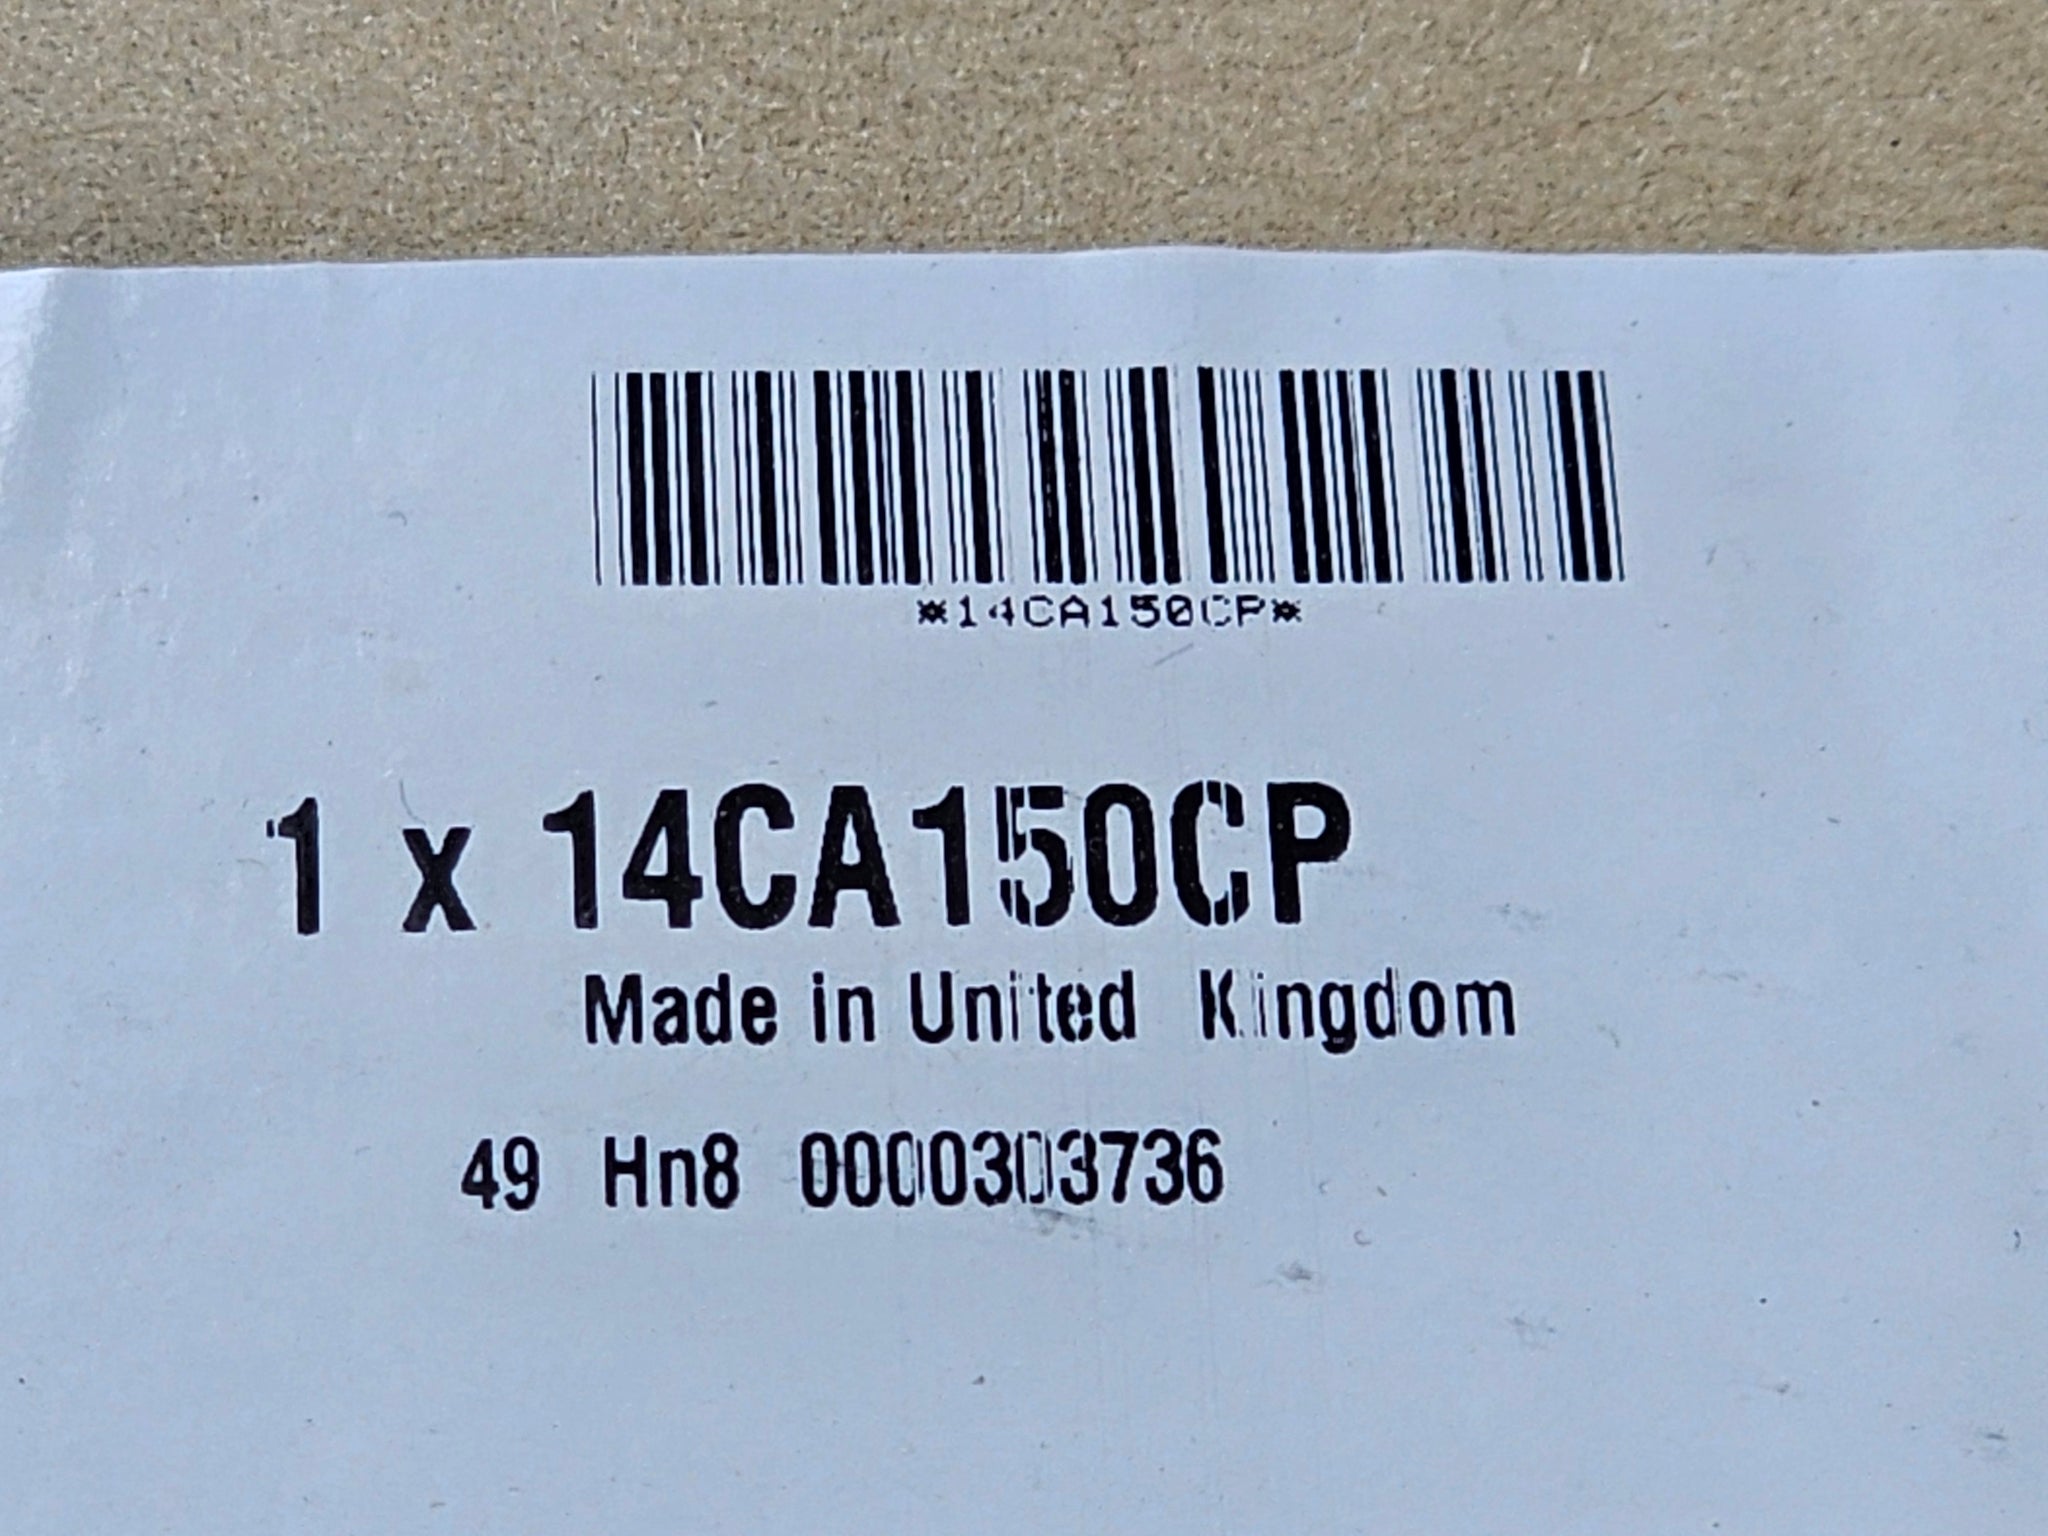 *14CA150CP*
1 x 14CA150CP
Made in United Kingdom
49 Hn8 0000303736